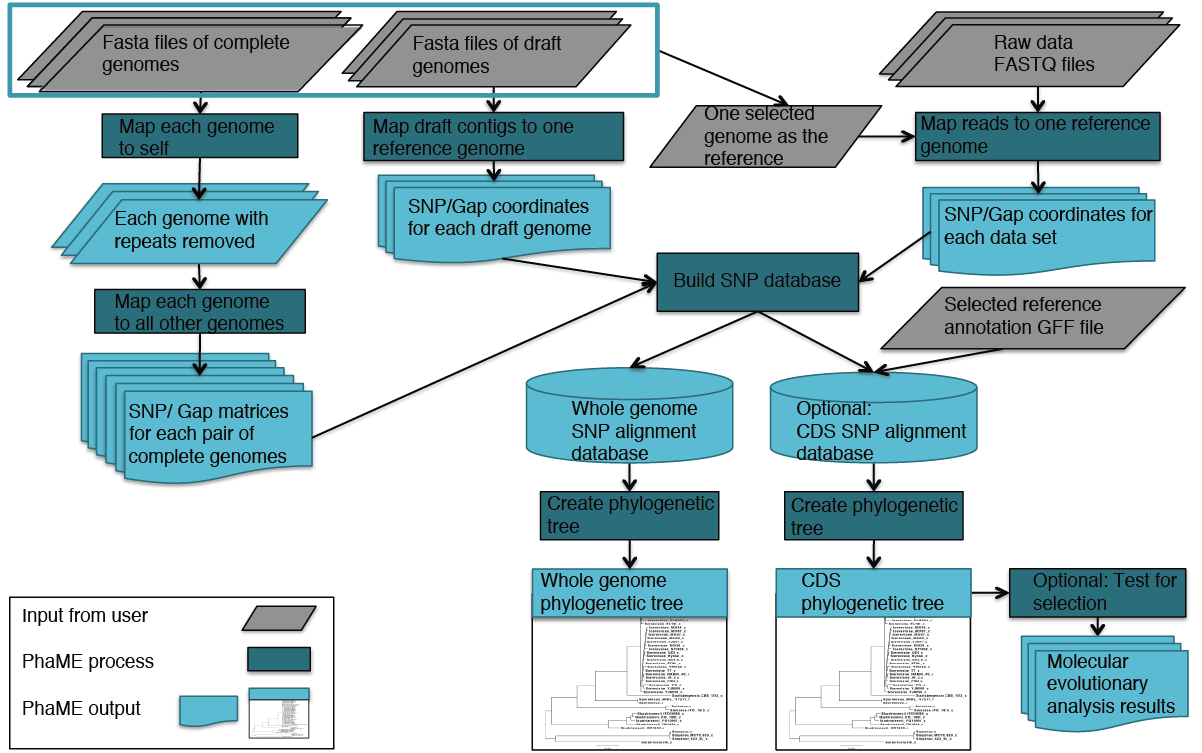 Fasta files of complete
genomes
Fasta files of draft
genomes
Raw data
FASTQ files
One selected
genome as the
reference
Map each genome
to self
Map draft contigs to one
reference genome
Map reads to one reference
genome
Each genome with
repeats removed
SNP/Gap coordinates
for each draft genome
SNP/Gap coordinates for
each data set
Map each genome
to all other genomes
Build SNP database
Selected reference
annotation GFF file
SNP/ Gap matrices
for each pair of
complete genomes
Whole genome
SNP alignment
database
Optional:
CDS SNP alignment
database
Create phylogenetic
tree
Create phylogenetic
tree
Whole genome
phylogenetic tree
CDS
phylogenetic tree
Optional: Test for
selection
Molecular
evolutionary
analysis results
Input from user
PhaME process
PhaME output